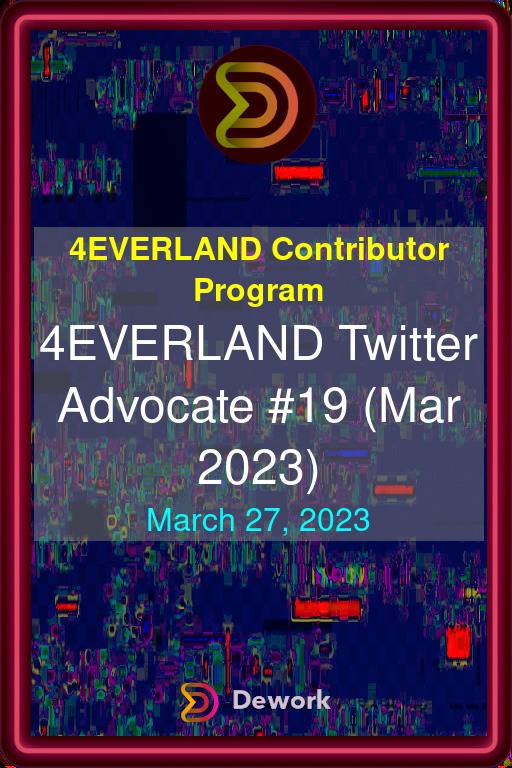 4EVERLAND Contributor
Program
4EVERLAND Twitter
Advocate #19 (Mar
2023)
March 27, 2023
Dework